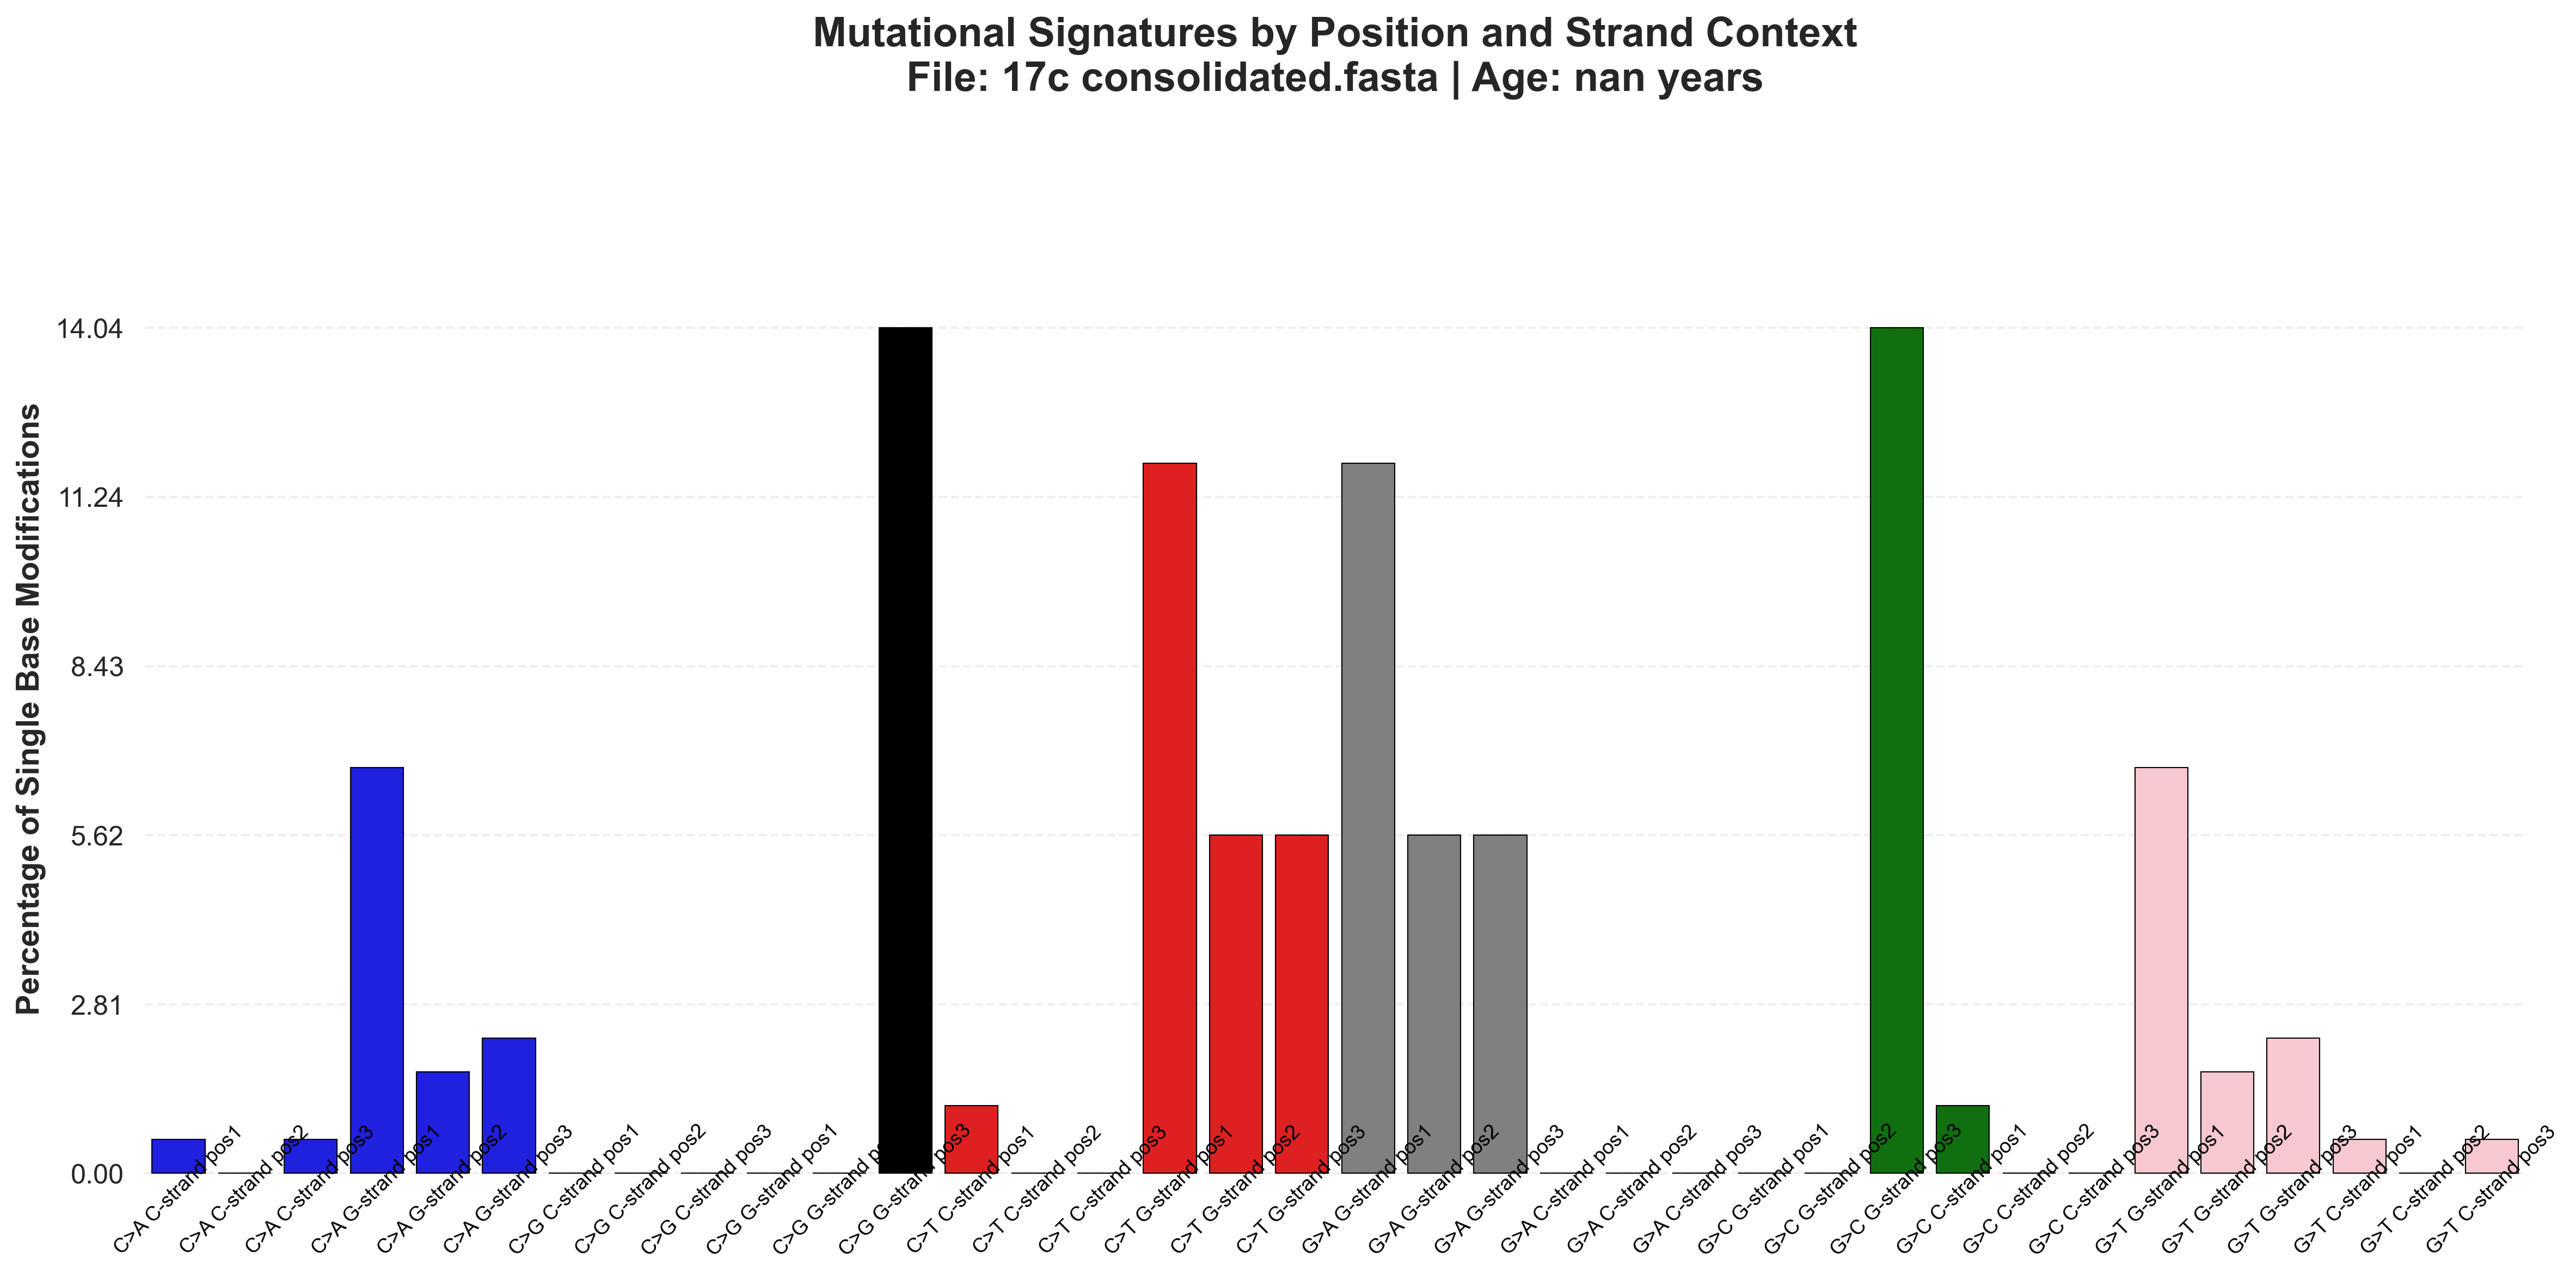 Mutational Signatures by Position and Strand Context
File: 17c consolidated.fasta | Age: nan years
Percentage of Single Base Modifications
14.04
11.24
8.43
5.62
2.81
0.00
C>A C-strand pos1
C>A C-strand pos2
C>A C-strand pos3
C>A G-strand pos1
C>A G-strand pos2
C>A G-strand pos3
C>G C-strand pos1
C>G C-strand pos2
C>G C-strand pos3
C>G G-strand pos1
C>G G-strand pos2
C>G G-strand pos3
C>T C-strand pos1
C>T C-strand pos2
C>T C-strand pos3
C>T G-strand pos1
C>T G-strand pos2
C>T G-strand pos3
G>A G-strand pos1
G>A G-strand pos2
G>A G-strand pos3
G>A C-strand pos1
G>A C-strand pos2
G>A C-strand pos3
G>C G-strand pos1
G>C G-strand pos2
G>C G-strand pos3
G>C C-strand pos1
G>C C-strand pos2
G>C C-strand pos3
G>T G-strand pos1
G>T G-strand pos2
G>T G-strand pos3
G>T C-strand pos1
G>T C-strand pos2
G>T C-strand pos3